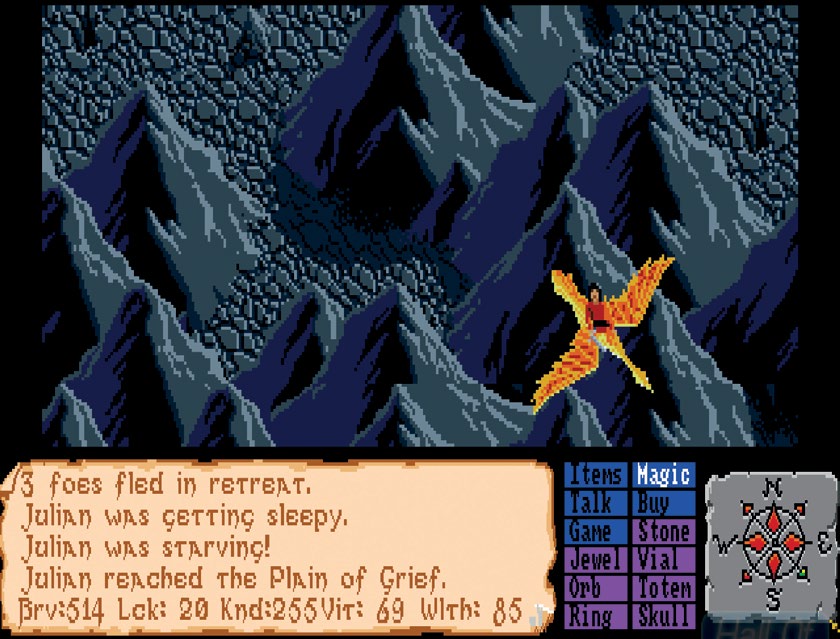 3 foes fled in retreat.
Julian was getting sleepy.
Julian was starving!
Julian reached the Plain of Grief.
Brv:514 Lck: 20 Knd:255 Vit: 69 Wlth: 85
Items Magic
Talk Buy
Game Stone
Jewel Vial
Orb Totem
Ring Skull
N
W E
S